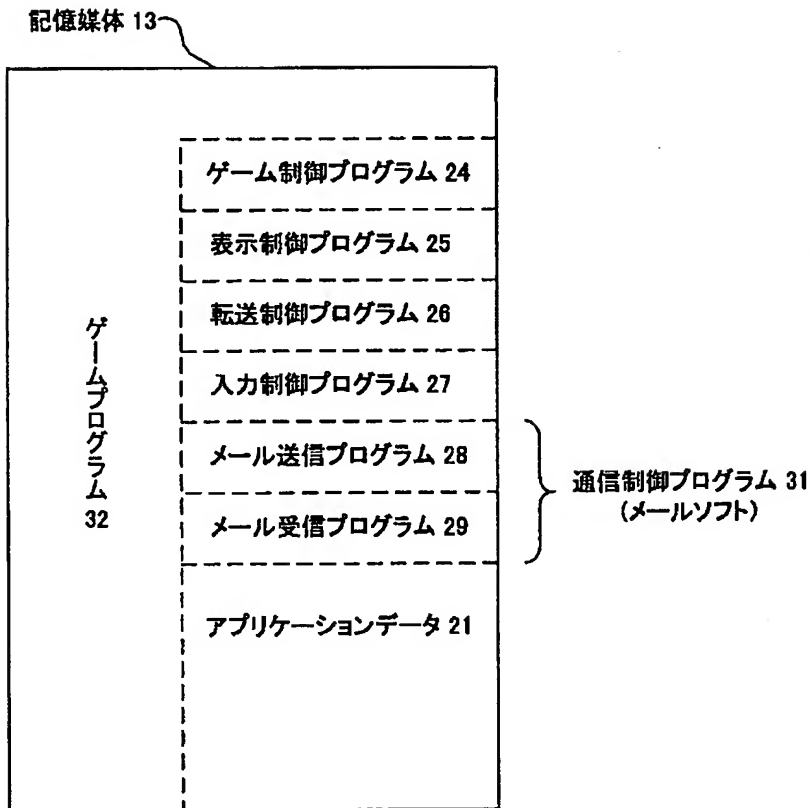 記憶媒体 13
ゲームプログラム 32
ゲーム制御プログラム 24
表示制御プログラム 25
転送制御プログラム 26
入力制御プログラム 27
メール送信プログラム 28
メール受信プログラム 29
アプリケーションデータ 21
通信制御プログラム 31
(メールソフト)